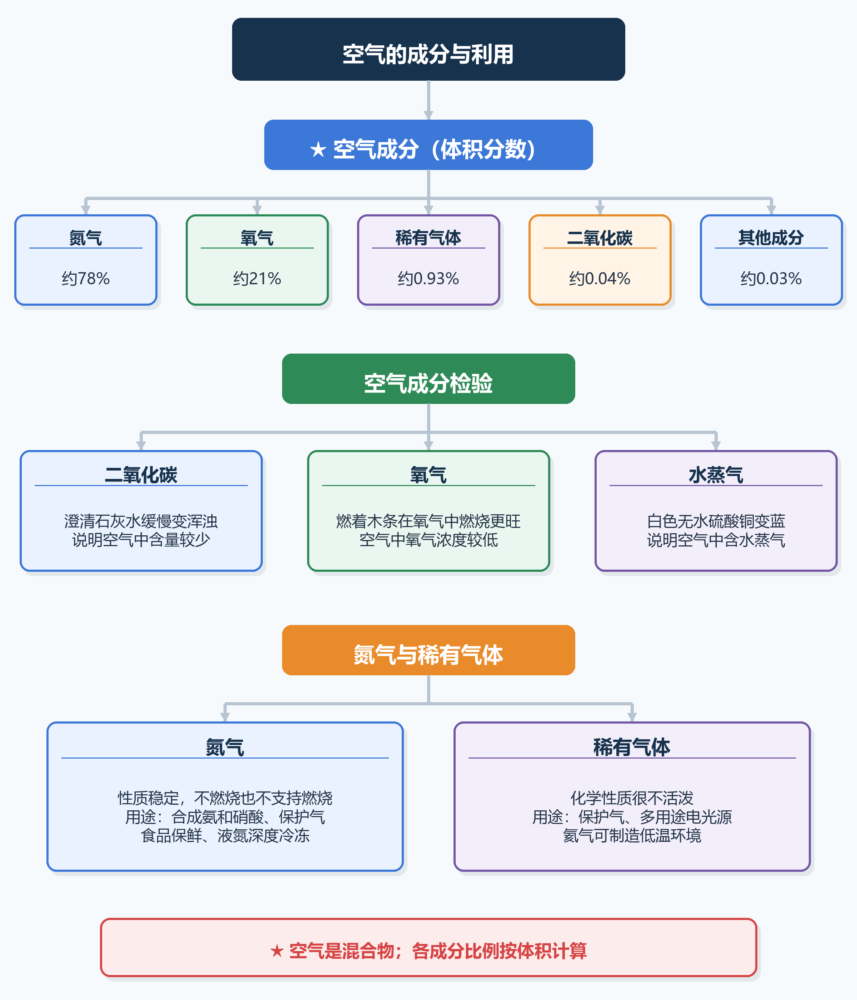 空气的成分与利用
★ 空气成分（体积分数）
氮气
约78%
氧气
约21%
稀有气体
约0.93%
二氧化碳
约0.04%
其他成分
约0.03%
空气成分检验
二氧化碳
澄清石灰水缓慢变浑浊
说明空气中含量较少
氧气
燃着木条在氧气中燃烧更旺
空气中氧气浓度较低
水蒸气
白色无水硫酸铜变蓝
说明空气中含水蒸气
氮气与稀有气体
氮气
性质稳定，不燃烧也不支持燃烧
用途：合成氨和硝酸、保护气
食品保鲜、液氮深度冷冻
稀有气体
化学性质很不活泼
用途：保护气、多用途电光源
氦气可制造低温环境
★ 空气是混合物；各成分比例按体积计算